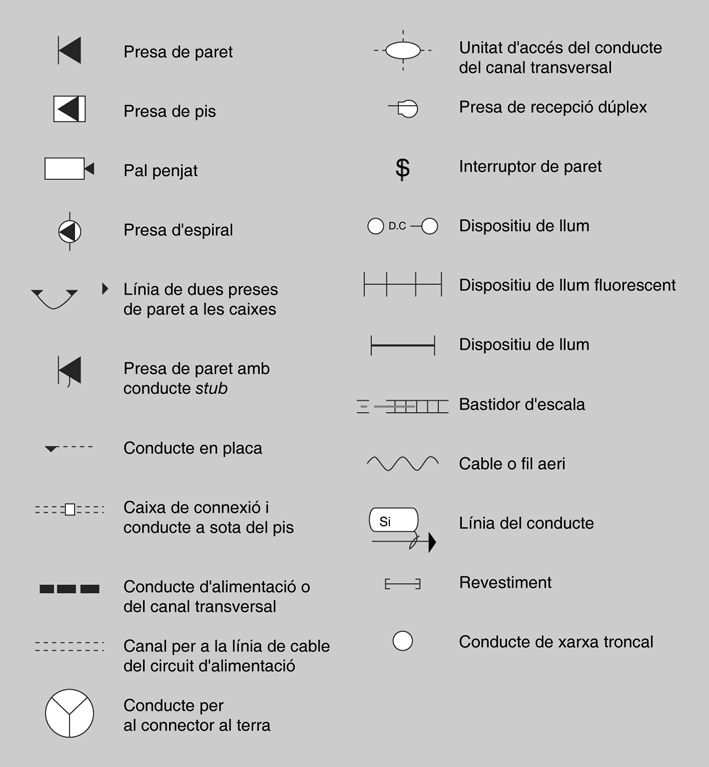 Presa de paret
Presa de pis
Pal penjat
Presa d'espiral
Línia de dues preses
de paret a les caixes
Presa de paret amb
conducte stub
Conducte en placa
Caixa de connexió i
conducte a sota del pis
Conducte d'alimentació o
del canal transversal
Canal per a la línia de cable
del circuit d'alimentació
Conducte per
al connector al terra
Unitat d'accés del conducte
del canal transversal
Presa de recepció dúplex
$
Interruptor de paret
D.C
Dispositiu de llum
Dispositiu de llum fluorescent
Dispositiu de llum
Bastidor d'escala
Cable o fil aeri
Si
Línia del conducte
Revestiment
Conducte de xarxa troncal